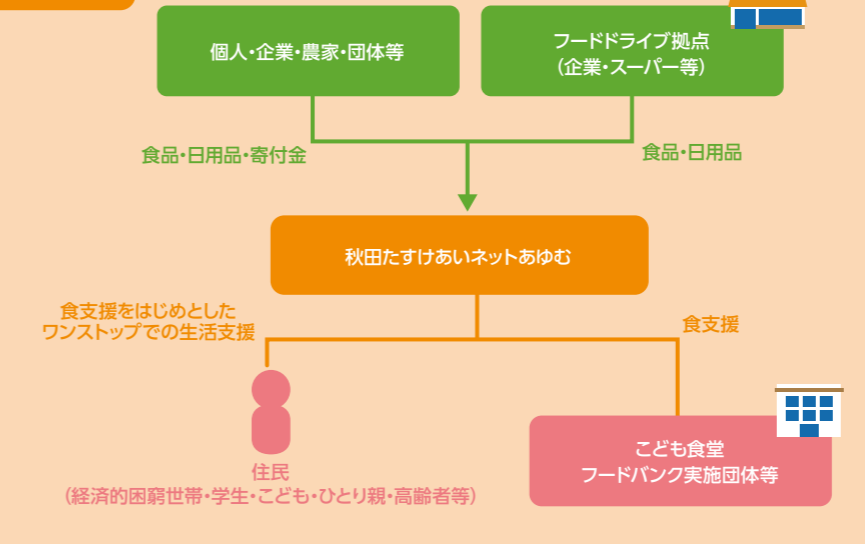 個人・企業・農家・団体等
フードドライブ拠点
（企業・スーパー等）
食品・日用品・寄付金
食品・日用品
秋田たすけあいネットあゆむ
食支援をはじめとした
ワンストップでの生活支援
食支援
住民
（経済的困窮世帯・学生・こども・ひとり親・高齢者等）
こども食堂
フードバンク実施団体等